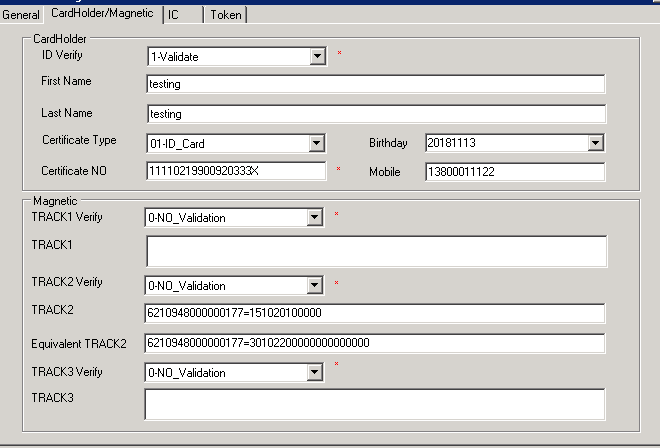 General CardHolder/Magnetic IC Token
CardHolder
ID Verify 1-Validate *
First Name testing
Last Name testing
Certificate Type 01-ID_Card Birthday 20181113
Certificate NO 11110219900920333X * Mobile 13800011122
Magnetic
TRACK1 Verify 0-NO_Validation *
TRACK1
TRACK2 Verify 0-NO_Validation *
TRACK2 6210948000000177=151020100000
Equivalent TRACK2 6210948000000177=30102200000000000000
TRACK3 Verify 0-NO_Validation *
TRACK3